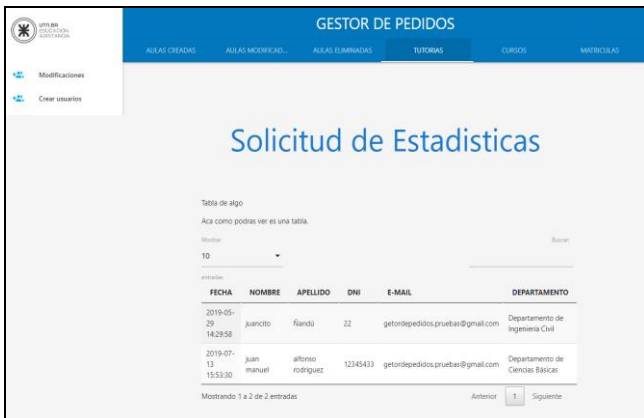 UTN.BA
EDUCACIÓN
ADISTANCIA
GESTOR DE PEDIDOS
AULAS CREADAS
AULAS MODIFICAD...
AULAS ELIMINADAS
TUTORIAS
CURSOS
MATRICULAS
Modificaciones
Crear usuarios
Solicitud de Estadisticas
Tabla de algo
Aca como podras ver es una tabla.
Mostrar Buscar:
10
entradas
FECHA NOMBRE APELLIDO DNI E-MAIL DEPARTAMENTO
2019-05-
29 juancito Ñandú 22 getordepedidos.pruebas@gmail.com Departamento de
14:29:58 Ingeniería Civil
2019-07-
13 juan alfonso 12345433 getordepedidos.pruebas@gmail.com Departamento de
15:53:30 manuel rodriguez Ciencias Básicas
Mostrando 1 a 2 de 2 entradas Anterior 1 Siguiente